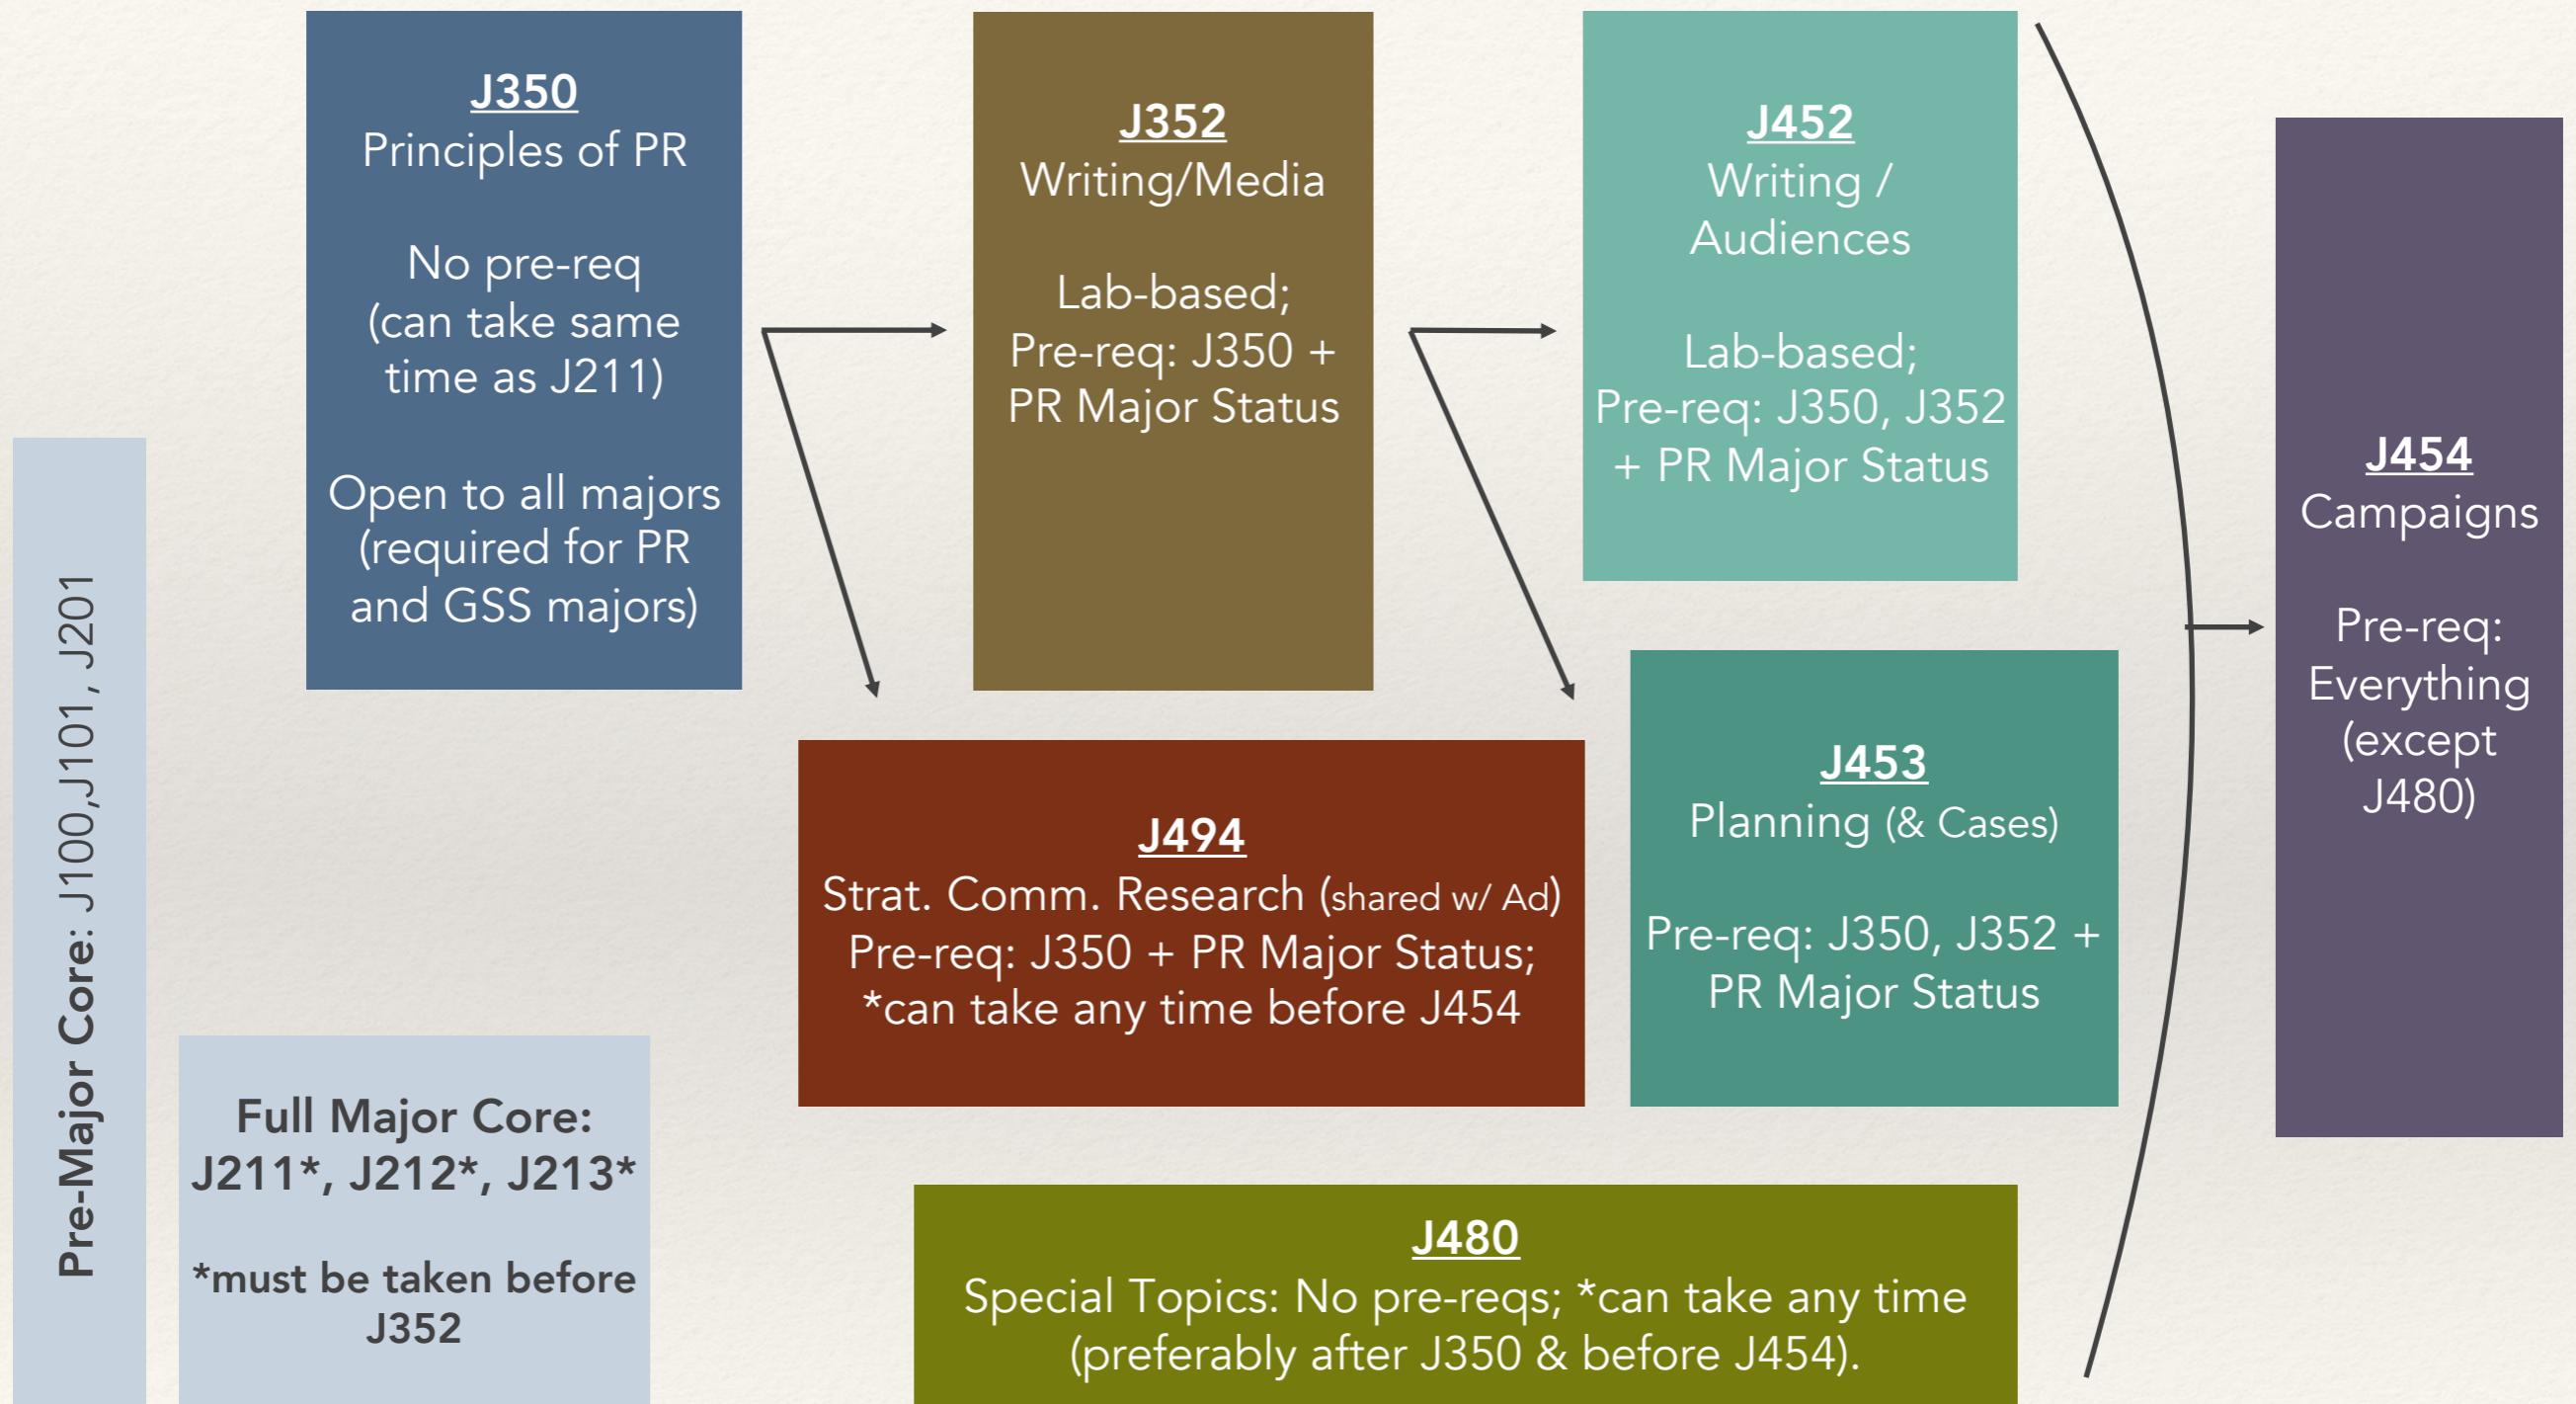 Pre-Major Core: J100,J101, J201
Full Major Core:
J211*, J212*, J213*
*must be taken before
J352
J350
Principles of PR
No pre-req
(can take same
time as J211)
Open to all majors
(required for PR
and GSS majors)
J352
Writing/Media
Lab-based;
Pre-req: J350 +
PR Major Status
J494
Strat. Comm. Research (shared w/ Ad)
Pre-req: J350 + PR Major Status;
*can take any time before J454
J452
Writing /
Audiences
Lab-based;
Pre-req: J350, J352
+ PR Major Status
J453
Planning (& Cases)
Pre-req: J350, J352 +
PR Major Status
J480
Special Topics: No pre-reqs; *can take any time
(preferably after J350 & before J454).
J454
Campaigns
Pre-req:
Everything
(except
J480)